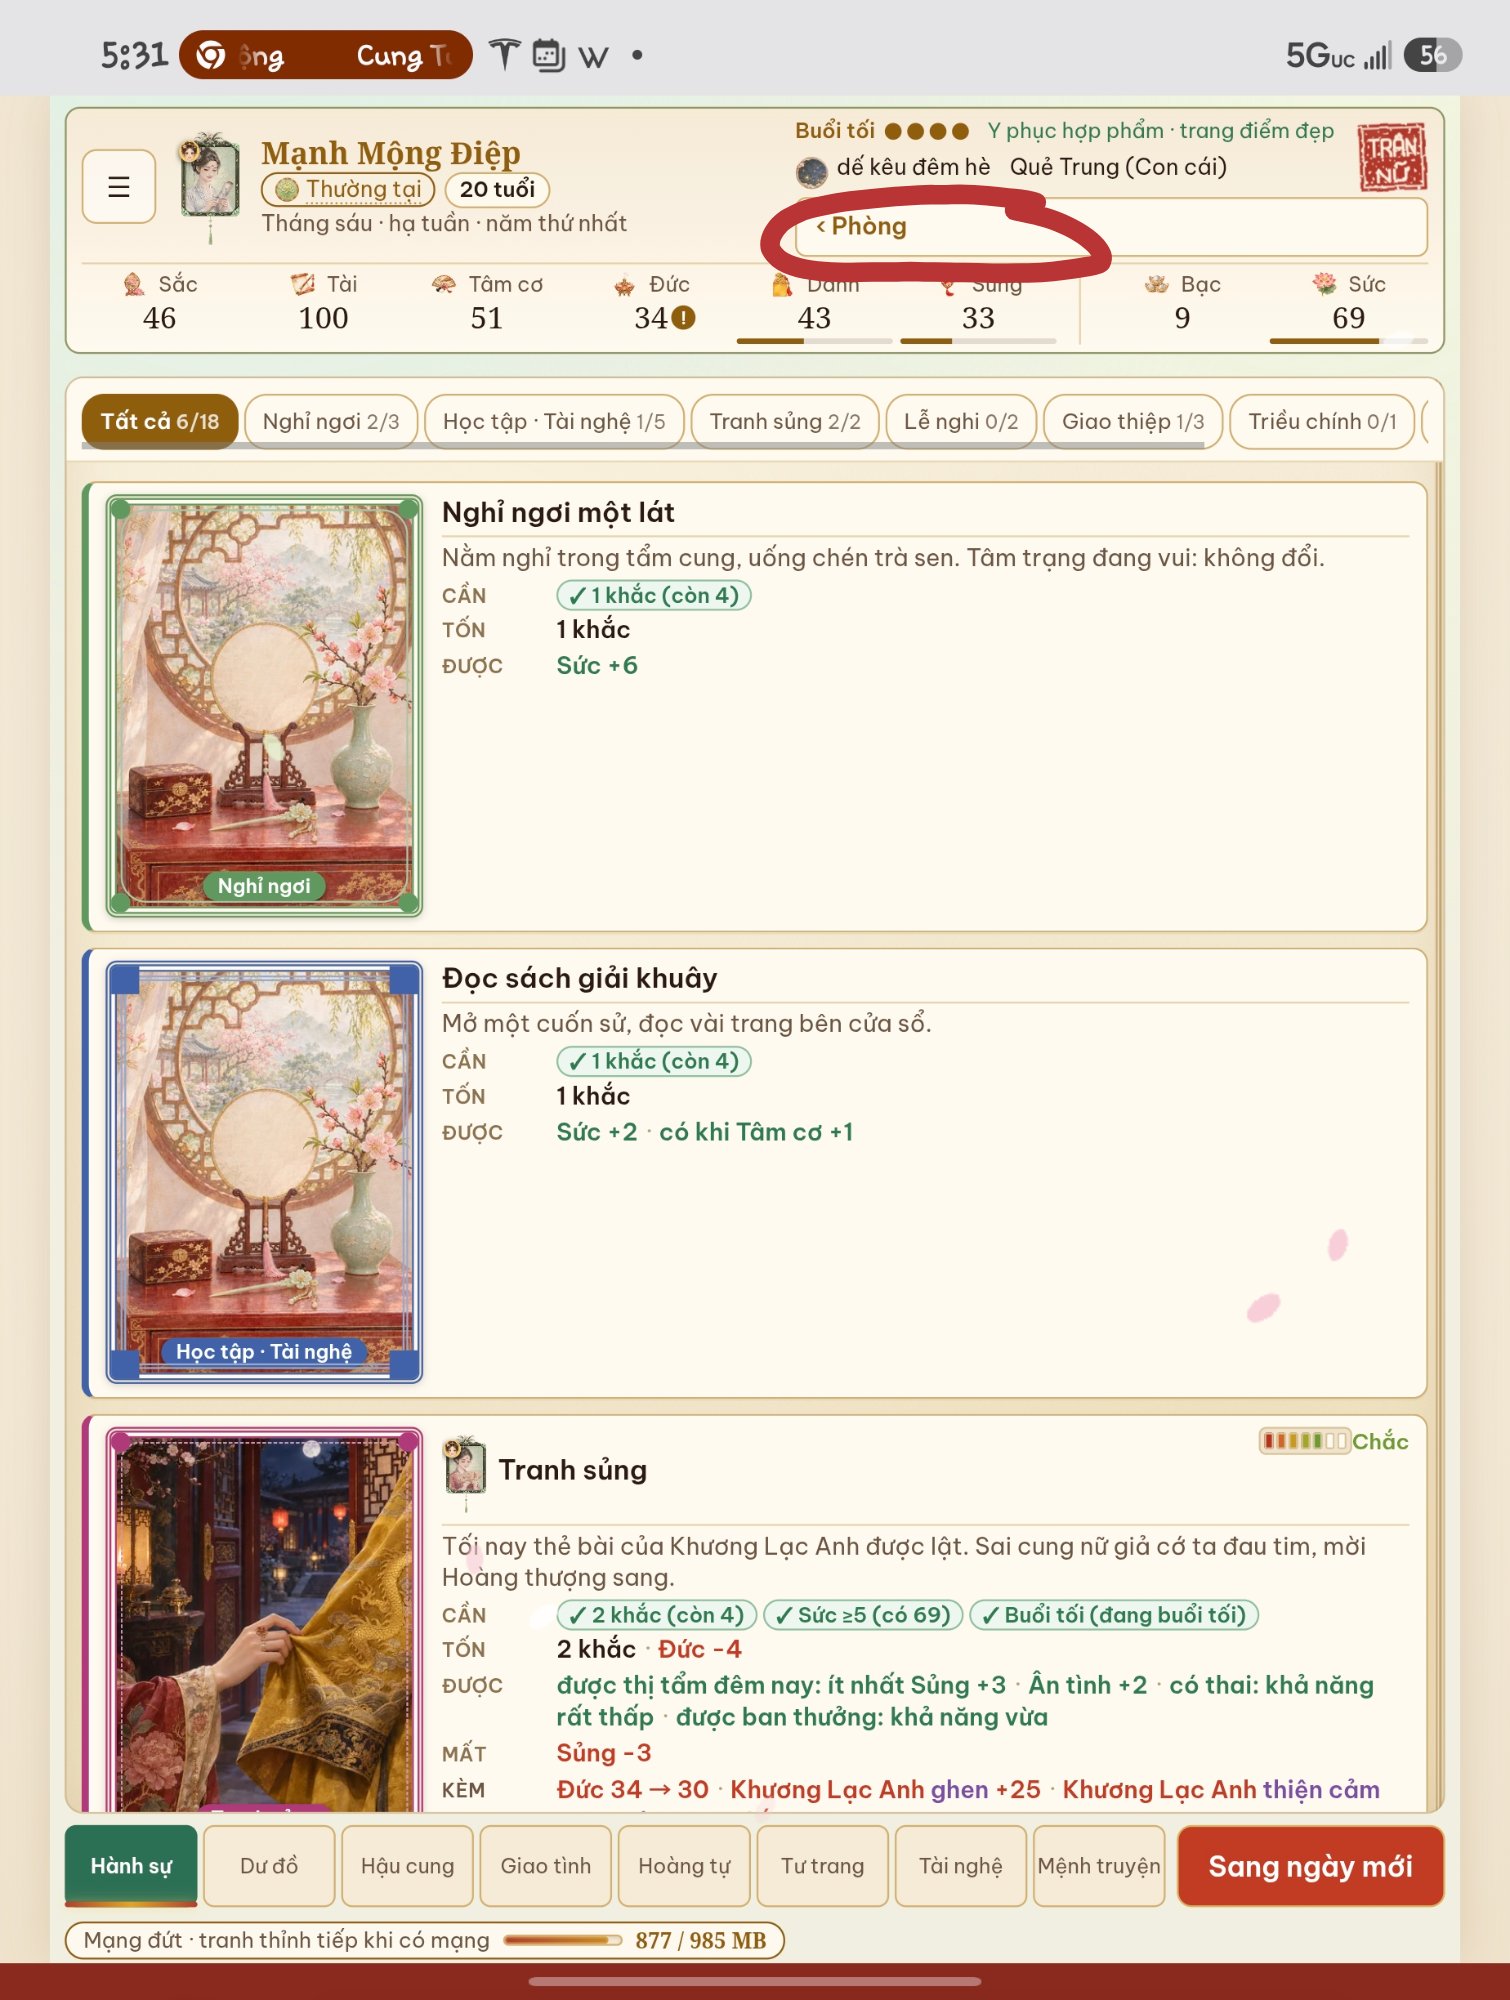 5:31 ộng Cung T 5G UC 56
Mạnh Mộng Điệp
Thường tại 20 tuổi
Tháng sáu · hạ tuần · năm thứ nhất
Buổi tối Y phục hợp phẩm · trang điểm đẹp
dế kêu đêm hè Quẻ Trung (Con cái)
TRÂN NỮ
‹ Phòng
Sắc Tài Tâm cơ Đức Danh Sủng Bạc Sức
46 100 51 34 ! 43 33 9 69
Tất cả 6/18 Nghỉ ngơi 2/3 Học tập · Tài nghệ 1/5 Tranh sủng 2/2 Lễ nghi 0/2 Giao thiệp 1/3 Triều chính 0/1
Nghỉ ngơi một lát
Nằm nghỉ trong tẩm cung, uống chén trà sen. Tâm trạng đang vui: không đổi.
CẦN ✓ 1 khắc (còn 4)
TỐN 1 khắc
ĐƯỢC Sức +6
Nghỉ ngơi
Đọc sách giải khuây
Mở một cuốn sử, đọc vài trang bên cửa sổ.
CẦN ✓ 1 khắc (còn 4)
TỐN 1 khắc
ĐƯỢC Sức +2 · có khi Tâm cơ +1
Học tập · Tài nghệ
Tranh sủng Chắc
Tối nay thẻ bài của Khương Lạc Anh được lật. Sai cung nữ giả cớ ta đau tim, mời
Hoàng thượng sang.
CẦN ✓ 2 khắc (còn 4) ✓ Sức ≥5 (có 69) ✓ Buổi tối (đang buổi tối)
TỐN 2 khắc · Đức -4
ĐƯỢC được thị tẩm đêm nay: ít nhất Sủng +3 · Ân tình +2 · có thai: khả năng
rất thấp · được ban thưởng: khả năng vừa
MẤT Sủng -3
KÈM Đức 34 → 30 · Khương Lạc Anh ghen +25 · Khương Lạc Anh thiện cảm
Hành sự Dư đồ Hậu cung Giao tình Hoàng tự Tư trang Tài nghệ Mệnh truyện Sang ngày mới
Mạng đứt · tranh thỉnh tiếp khi có mạng 877 / 985 MB